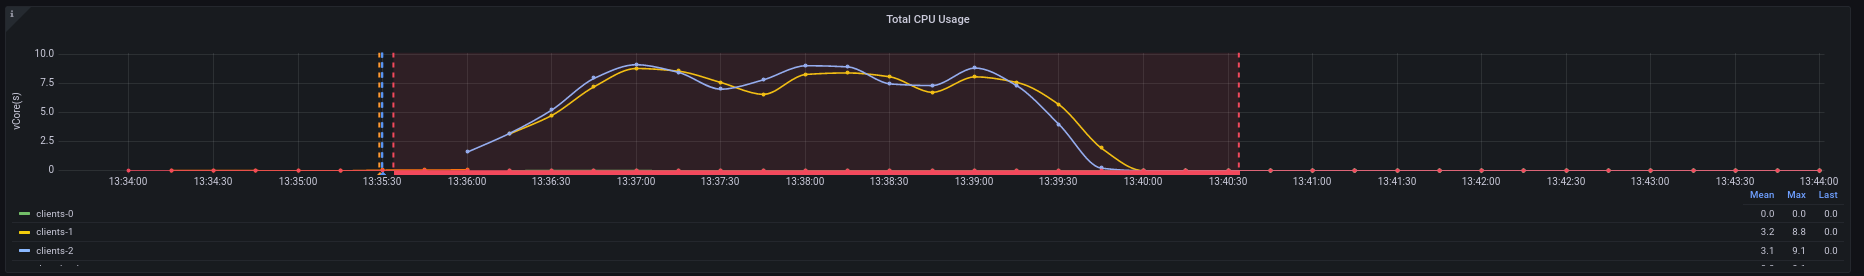 i
Total CPU Usage
vCore(s)
10.0
7.5
5.0
2.5
0
13:34:00 13:34:30 13:35:00 13:35:30 13:36:00 13:36:30 13:37:00 13:37:30 13:38:00 13:38:30 13:39:00 13:39:30 13:40:00 13:40:30 13:41:00 13:41:30 13:42:00 13:42:30 13:43:00 13:43:30 13:44:00
Mean Max Last
clients-0 0.0 0.0 0.0
clients-1 3.2 8.8 0.0
clients-2 3.1 9.1 0.0